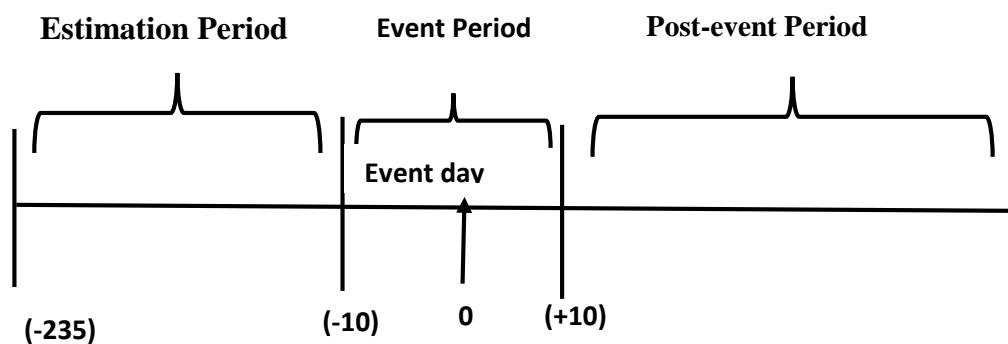 Estimation Period
Event Period
Post-event Period
Event dav
(-235)
(-10)
0
(+10)